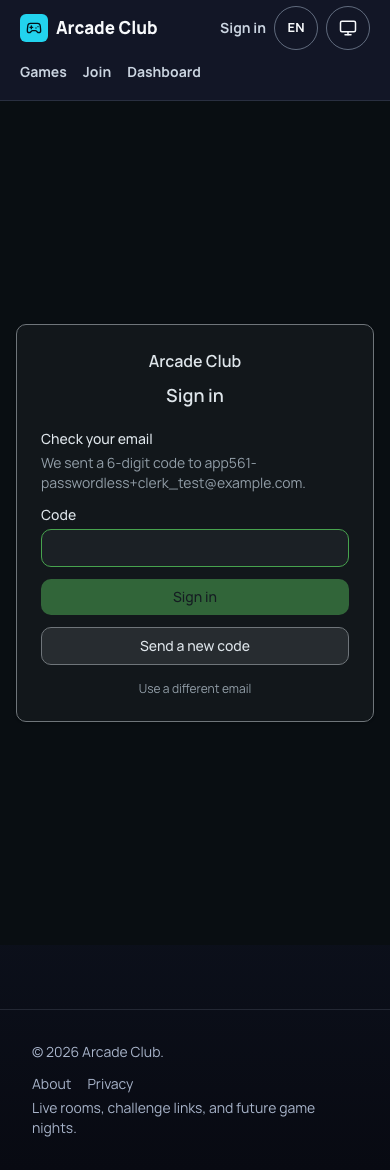 Arcade Club
Sign in
EN
Games
Join
Dashboard
Arcade Club
Sign in
Check your email
We sent a 6-digit code to app561-
passwordless+clerk_test@example.com.
Code
Sign in
Send a new code
Use a different email
© 2026 Arcade Club.
About
Privacy
Live rooms, challenge links, and future game
nights.